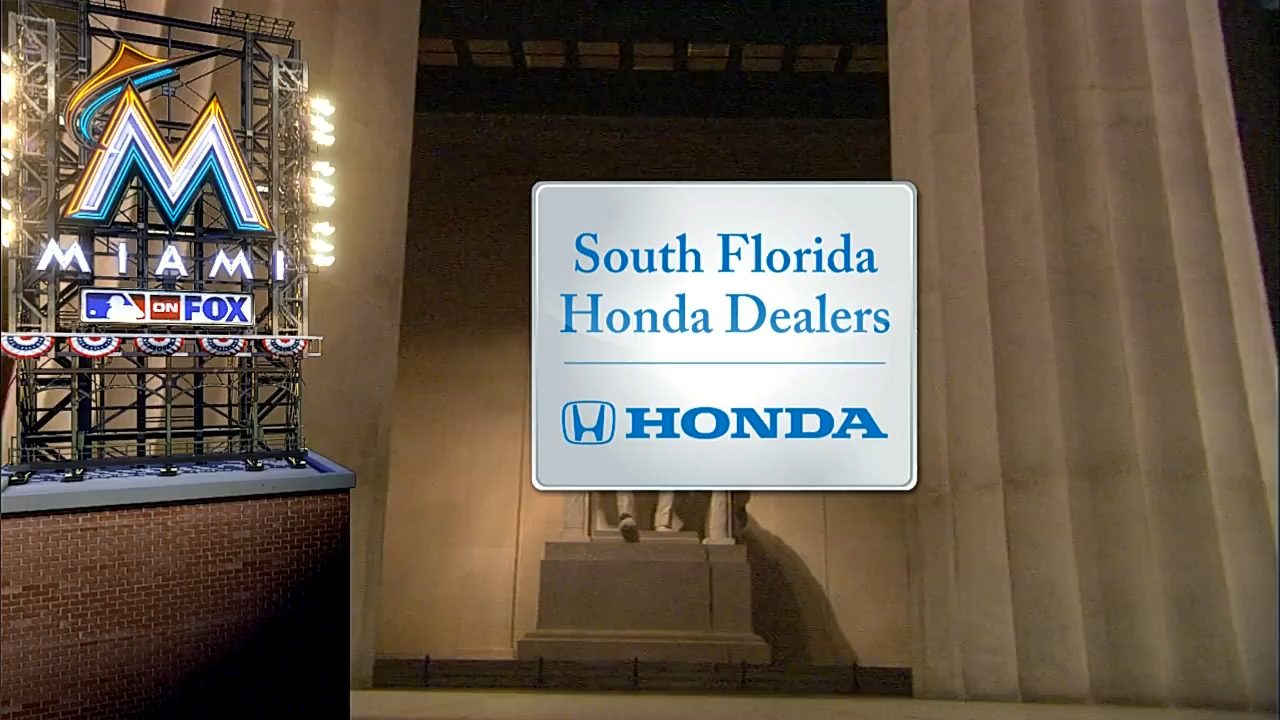 M
MIAMI
ON FOX
South Florida
Honda Dealers
H HONDA